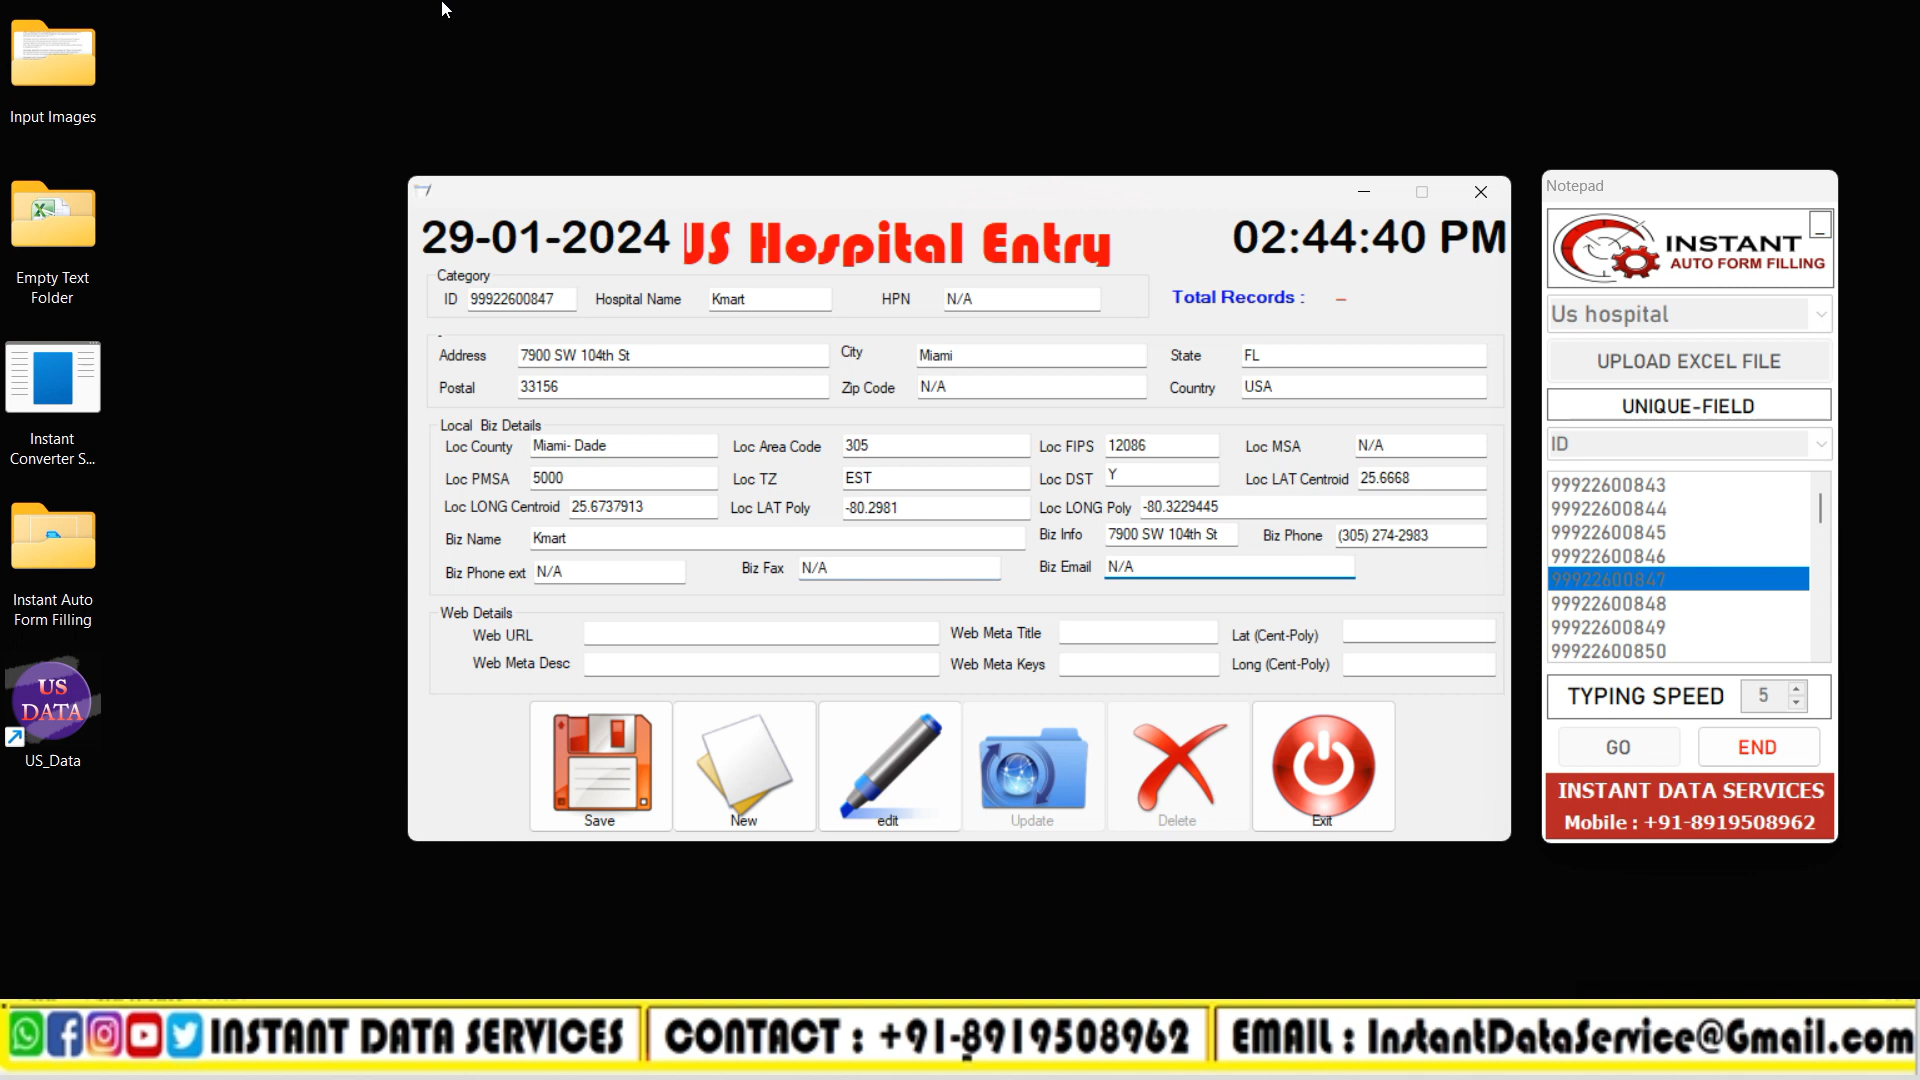 Input Images
Empty Text
Folder
Instant
Converter S...
Instant Auto
Form Filling
US
DATA
US_Data
29-01-2024 US Hospital Entry 02:44:40 PM
Category
ID 99922600847 Hospital Name Kmart HPN N/A Total Records : –
Address 7900 SW 104th St City Miami State FL
Postal 33156 Zip Code N/A Country USA
Local Biz Details
Loc County Miami- Dade Loc Area Code 305 Loc FIPS 12086 Loc MSA N/A
Loc PMSA 5000 Loc TZ EST Loc DST Y Loc LAT Centroid 25.6668
Loc LONG Centroid 25.6737913 Loc LAT Poly -80.2981 Loc LONG Poly -80.3229445
Biz Name Kmart Biz Info 7900 SW 104th St Biz Phone (305) 274-2983
Biz Phone ext N/A Biz Fax N/A Biz Email N/A
Web Details
Web URL Web Meta Title Lat (Cent-Poly)
Web Meta Desc Web Meta Keys Long (Cent-Poly)
Save New edit Update Delete Exit
Notepad
INSTANT
AUTO FORM FILLING
Us hospital
UPLOAD EXCEL FILE
UNIQUE-FIELD
ID
99922600843
99922600844
99922600845
99922600846
99922600847
99922600848
99922600849
99922600850
TYPING SPEED 5
GO END
INSTANT DATA SERVICES
Mobile : +91-8919508962
INSTANT DATA SERVICES CONTACT : +91-8919508962 EMAIL : InstantDataService@Gmail.com